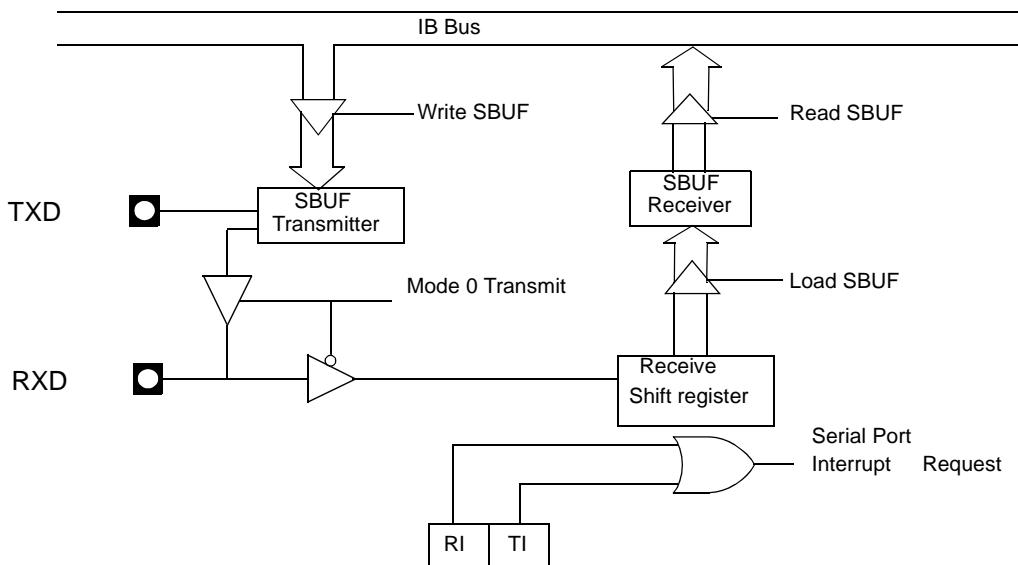 IB Bus
Write SBUF
Read SBUF
TXD
SBUF
Transmitter
SBUF
Receiver
Mode 0 Transmit
Load SBUF
RXD
Receive
Shift register
Serial Port
Interrupt Request
RI
TI